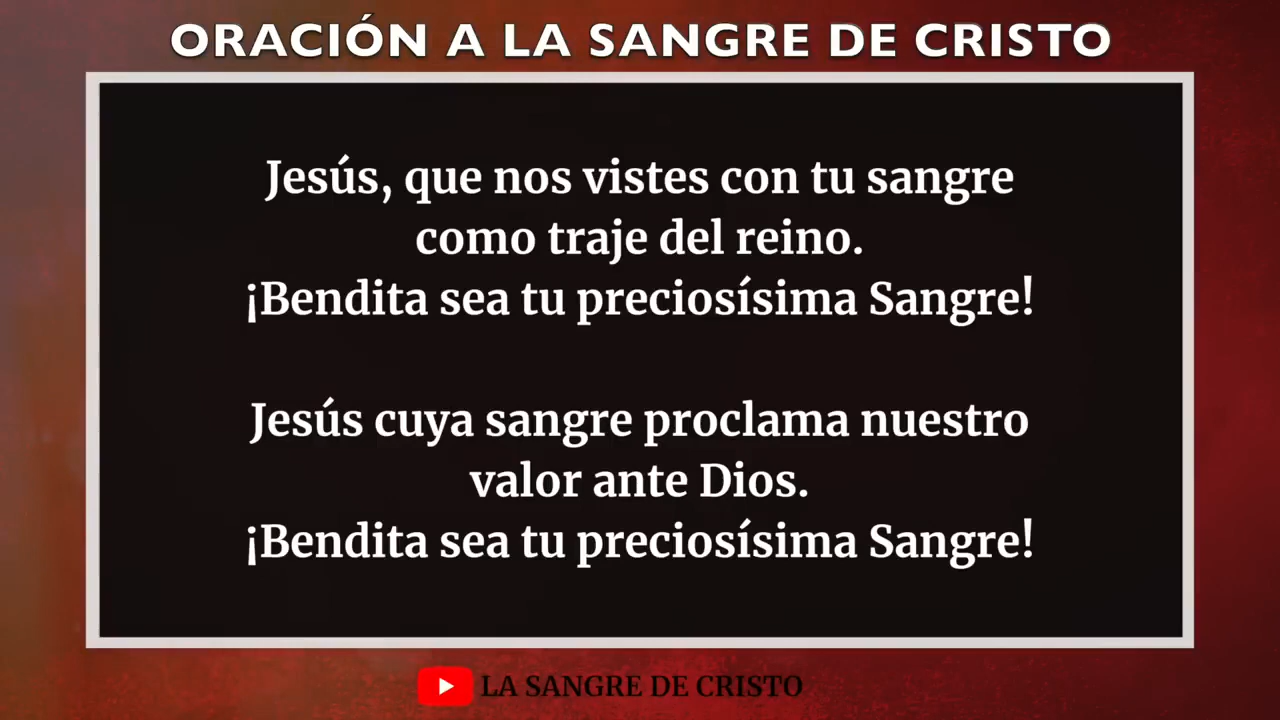 ORACIÓN A LA SANGRE DE CRISTO
Jesús, que nos vistes con tu sangre
como traje del reino.
¡Bendita sea tu preciosísima Sangre!
Jesús cuya sangre proclama nuestro
valor ante Dios.
¡Bendita sea tu preciosísima Sangre!
LA SANGRE DE CRISTO